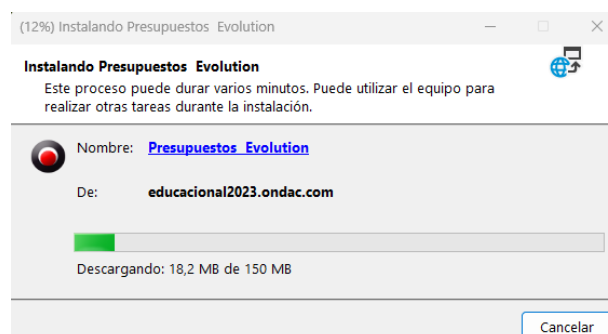 (12%) Instalando Presupuestos Evolution
Instalando Presupuestos Evolution
Este proceso puede durar varios minutos. Puede utilizar el equipo para
realizar otras tareas durante la instalación.
Nombre: Presupuestos Evolution
De: educacional2023.ondac.com
Descargando: 18,2 MB de 150 MB
Cancelar